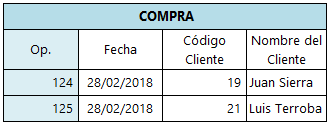 COMPRA
Op. Fecha Código Cliente Nombre del Cliente
124 28/02/2018 19 Juan Sierra
125 28/02/2018 21 Luis Terroba